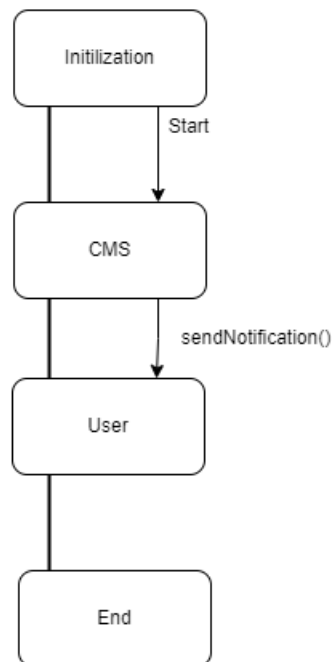 Initilization
Start
CMS
sendNotification()
User
End